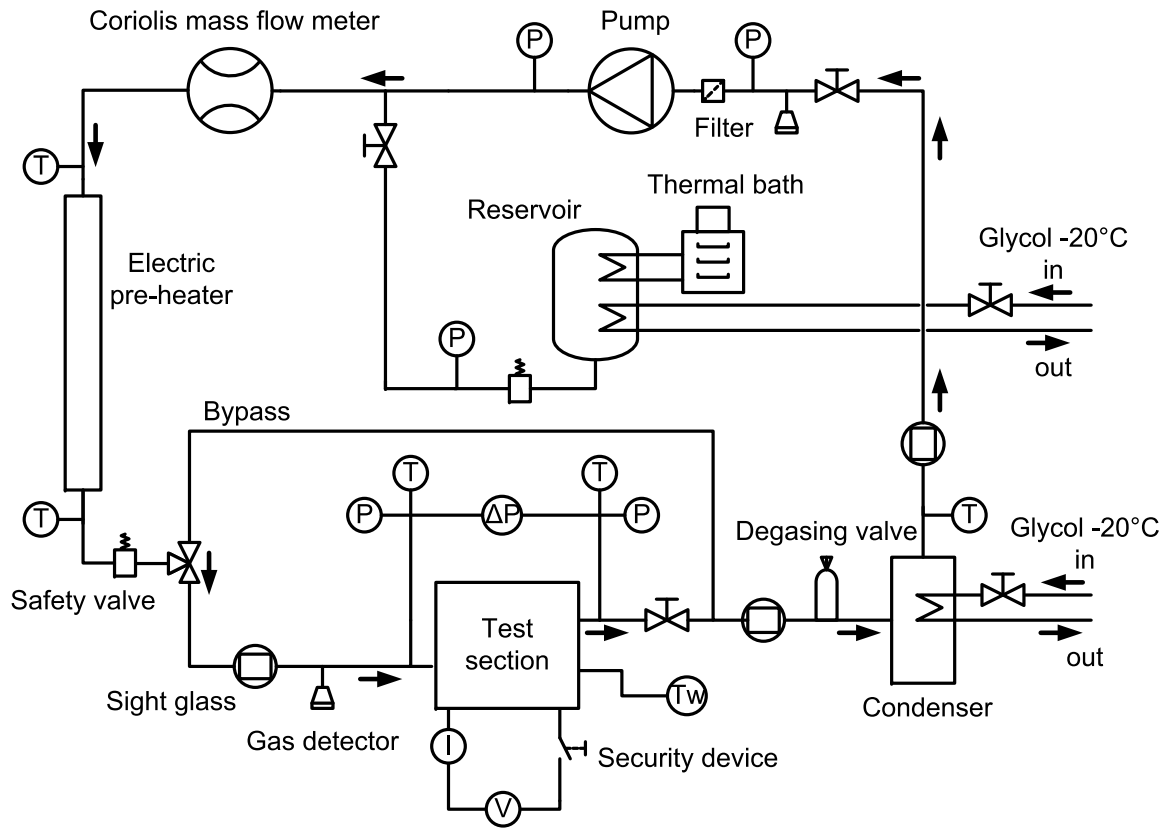 Coriolis mass flow meter
Pump
P
P
Filter
T
Thermal bath
Reservoir
Glycol -20°C
in
Electric
pre-heater
out
P
Bypass
T
T
T
P
ΔP
P
T
Degasing valve
Glycol -20°C
in
Safety valve
Test
section
out
Sight glass
Tw
Condenser
Gas detector
I
Security device
V